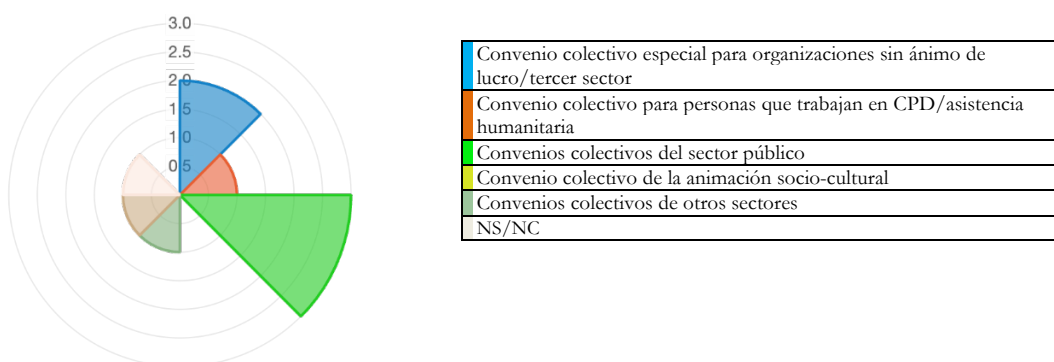 3.0
2.5
2.0
1.5
1.0
0.5
Convenio colectivo especial para organizaciones sin ánimo de
lucro/tercer sector
Convenio colectivo para personas que trabajan en CPD/asistencia
humanitaria
Convenios colectivos del sector público
Convenio colectivo de la animación socio-cultural
Convenios colectivos de otros sectores
NS/NC